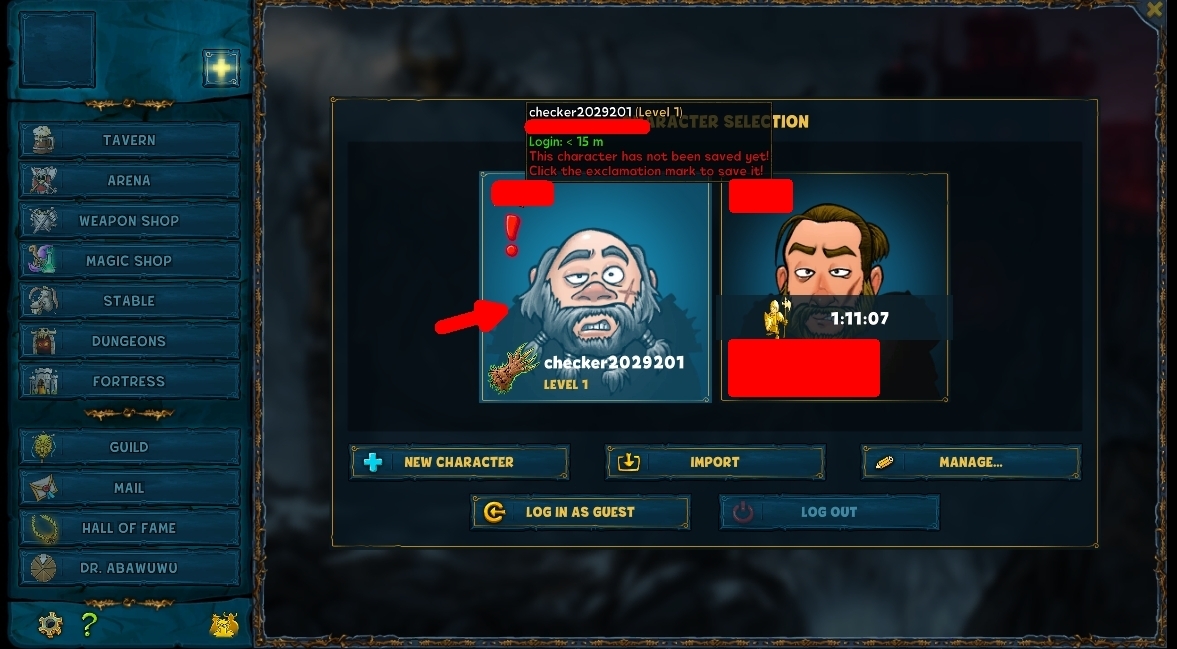 checker2029201 (Level 1)
CHARACTER SELECTION
Login: < 15 m
This character has not been saved yet!
Click the exclamation mark to save it!
TAVERN
ARENA
WEAPON SHOP
MAGIC SHOP
STABLE
DUNGEONS
FORTRESS
GUILD
MAIL
HALL OF FAME
DR. ABAWUWU
checker2029201
LEVEL 1
1:11:07
NEW CHARACTER
IMPORT
MANAGE...
LOG IN AS GUEST
LOG OUT